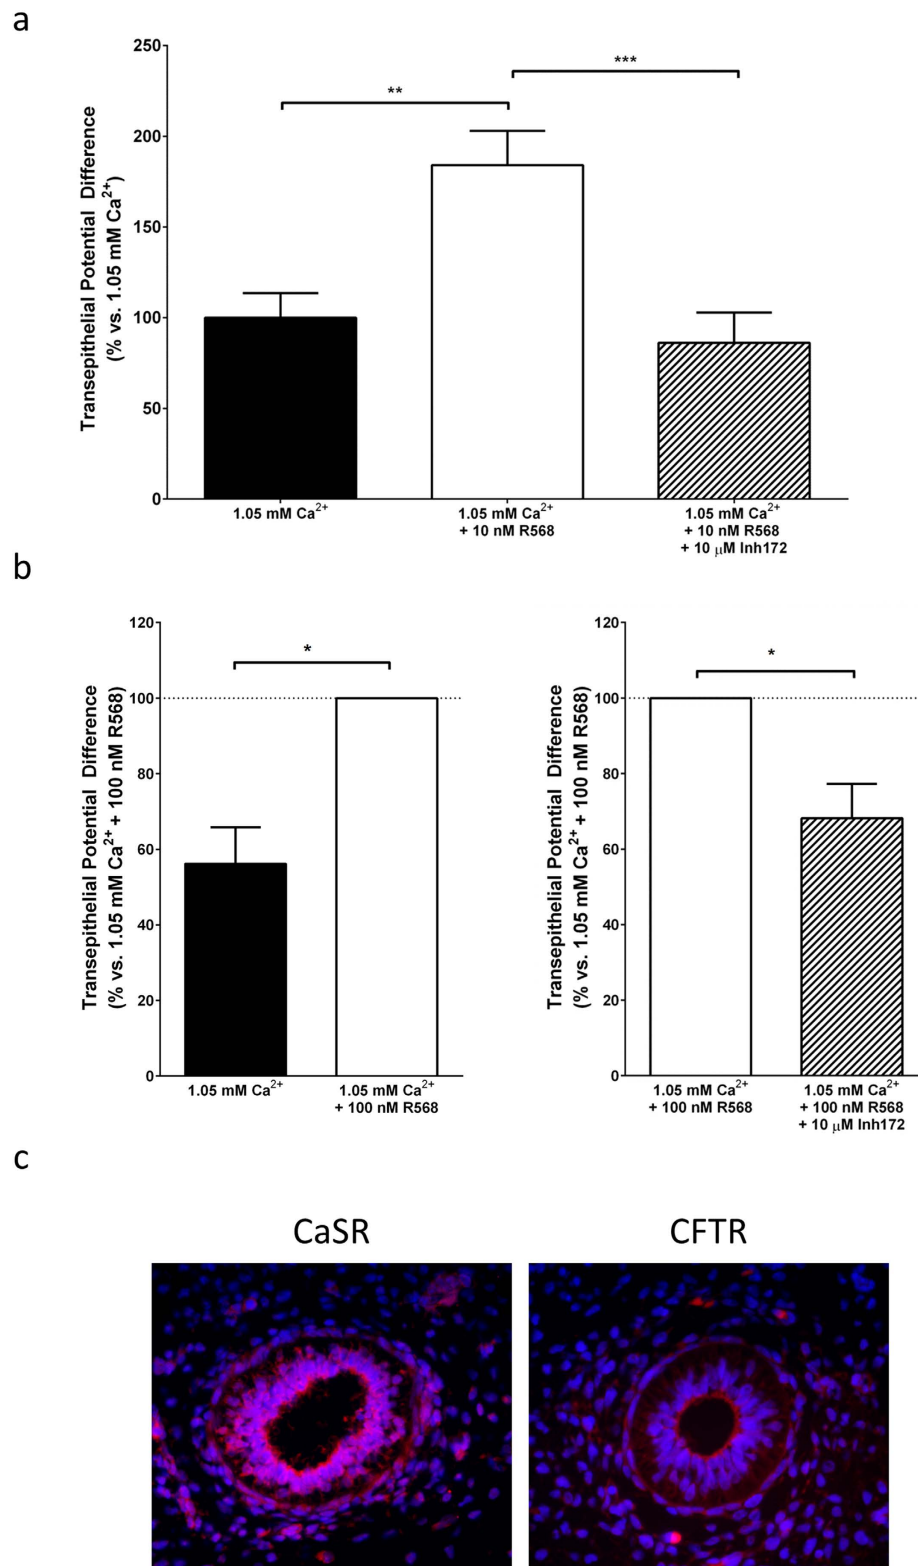 a
Transepithelial Potential Difference
(% vs. 1.05 mM Ca²⁺)
250
200
150
100
50
0
**
***
1.05 mM Ca²⁺
1.05 mM Ca²⁺
+ 10 nM R568
1.05 mM Ca²⁺
+ 10 nM R568
+ 10 μM Inh172
b
Transepithelial Potential Difference
(% vs. 1.05 mM Ca²⁺ + 100 nM R568)
120
100
80
60
40
20
0
*
1.05 mM Ca²⁺
1.05 mM Ca²⁺
+ 100 nM R568
Transepithelial Potential Difference
(% vs. 1.05 mM Ca²⁺ + 100 nM R568)
120
100
80
60
40
20
0
*
1.05 mM Ca²⁺
+ 100 nM R568
1.05 mM Ca²⁺
+ 100 nM R568
+ 10 μM Inh172
c
CaSR
CFTR